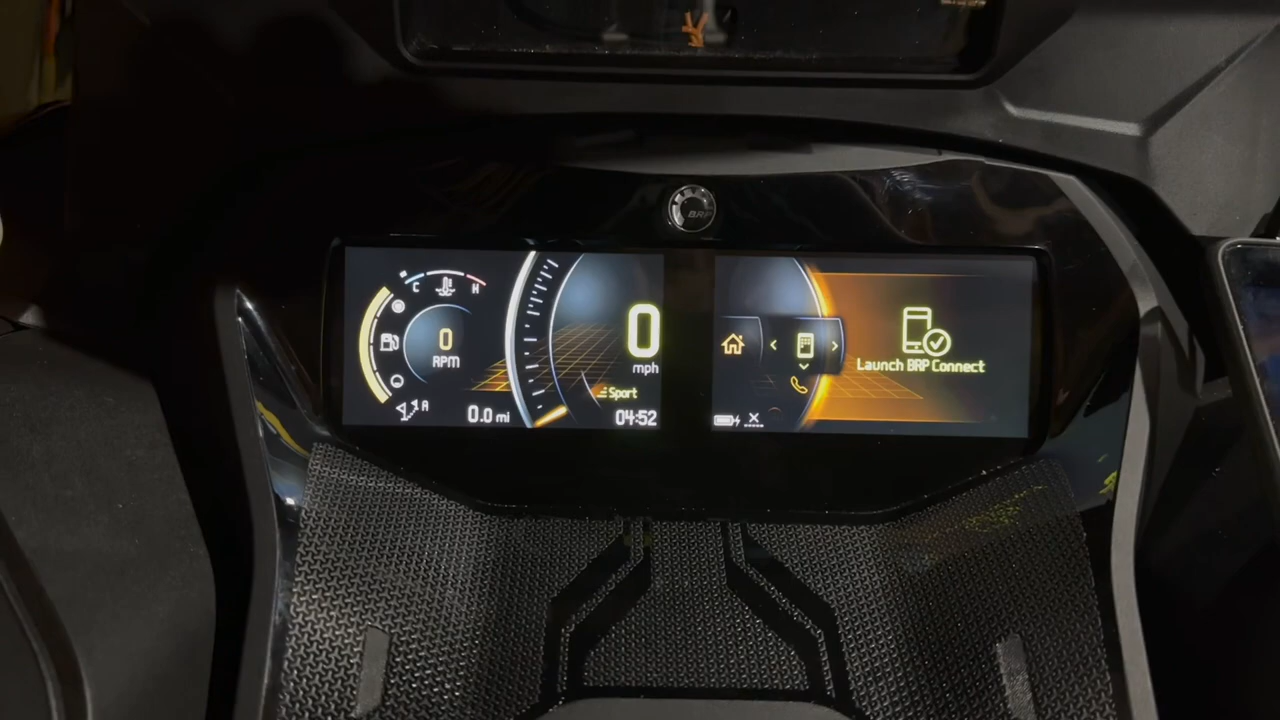 BRP
C
H
0
RPM
A
0.0 mi
0
mph
Sport
04:52
Launch BRP Connect